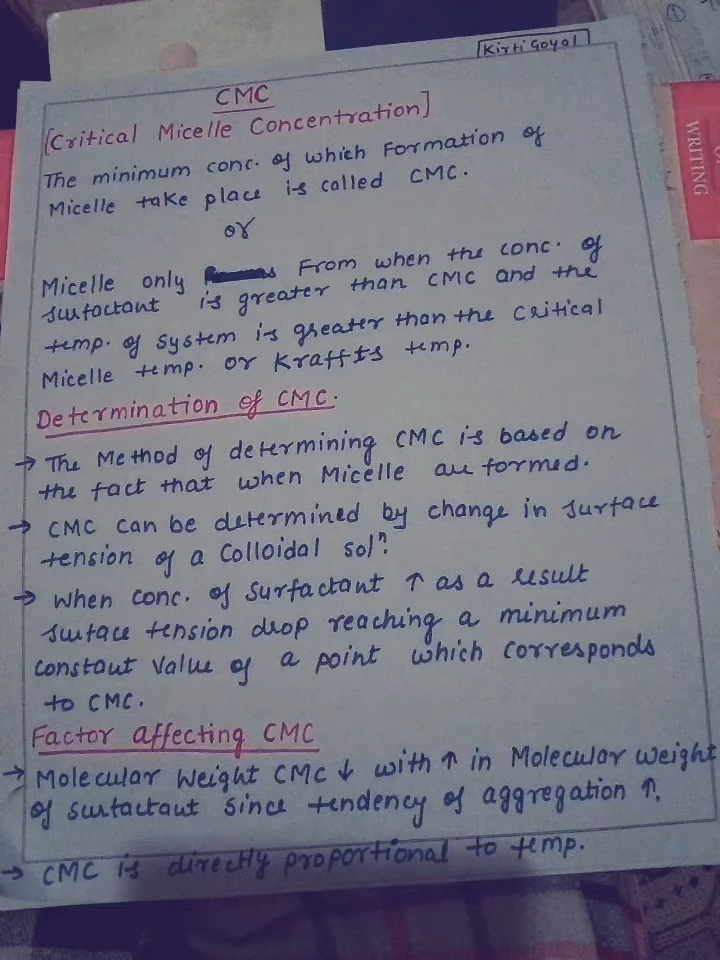 Kirti Goyal
①
WRITING
CMC
[Critical Micelle Concentration]
The minimum conc. of which Formation of
Micelle take place is called CMC.
or
Micelle only From when the conc. of
surfactant is greater than CMC and the
temp. of system is greater than the Critical
Micelle temp. or Kraffts temp.
Determination of CMC.
→ The Method of determining CMC is based on
the fact that when Micelle are formed.
→ CMC can be determined by change in surface
tension of a Colloidal solⁿ.
→ When conc. of Surfactant ↑ as a result
surface tension drop reaching a minimum
constant Value of a point which corresponds
to CMC.
Factor affecting CMC
→ Molecular Weight CMC ↓ with ↑ in Molecular weight
of surfactant since tendency of aggregation ↑.
→ CMC is directly proportional to temp.